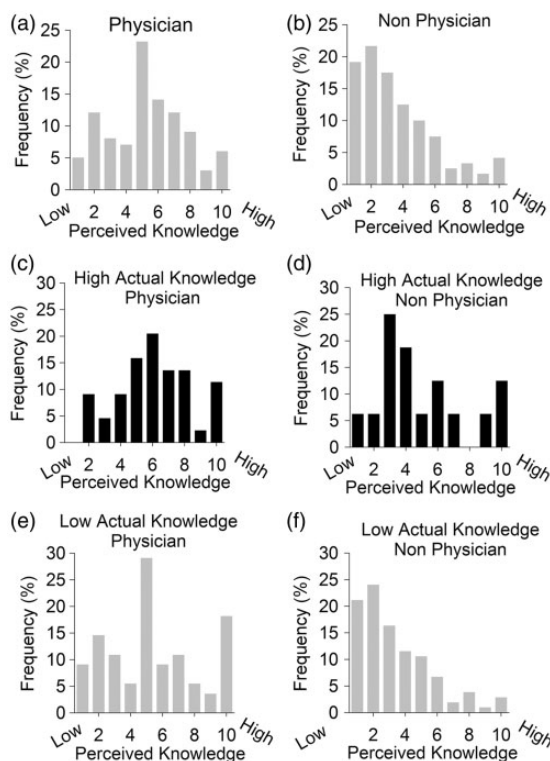 (a)
Physician
25
20
15
10
5
0
Frequency (%)
2 4 6 8 10
Low
High
Perceived Knowledge
(b)
Non Physician
25
20
15
10
5
0
Frequency (%)
2 4 6 8 10
Low
High
Perceived Knowledge
(c)
High Actual Knowledge
Physician
30
25
20
15
10
5
0
Frequency (%)
2 4 6 8 10
Low
High
Perceived Knowledge
(d)
High Actual Knowledge
Non Physician
30
25
20
15
10
5
0
Frequency (%)
2 4 6 8 10
Low
High
Perceived Knowledge
(e)
Low Actual Knowledge
Physician
30
25
20
15
10
5
0
Frequency (%)
2 4 6 8 10
Low
High
Perceived Knowledge
(f)
Low Actual Knowledge
Non Physician
30
25
20
15
10
5
0
Frequency (%)
2 4 6 8 10
Low
High
Perceived Knowledge